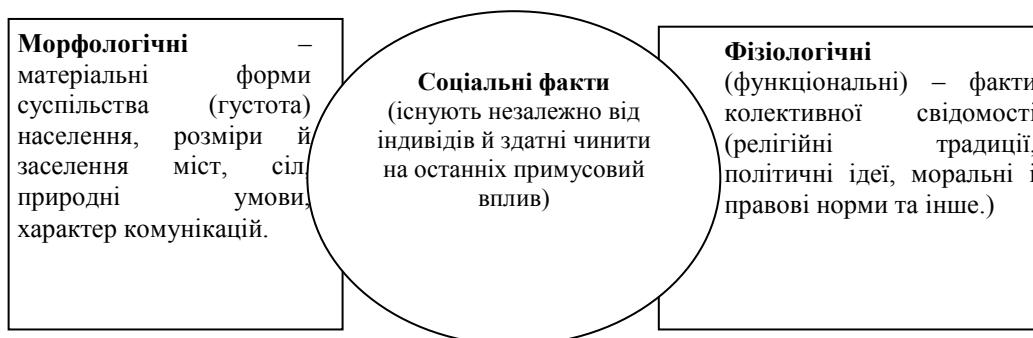 Морфологічні –
матеріальні форми
суспільства (густота)
населення, розміри й
заселення міст, сіл,
природні умови,
характер комунікацій.
Соціальні факти
(існують незалежно від
індивідів й здатні чинити
на останніх примусовий
вплив)
Фізіологічні
(функціональні) – факти
колективної свідомості
(релігійні традиції,
політичні ідеї, моральні і
правові норми та інше.)